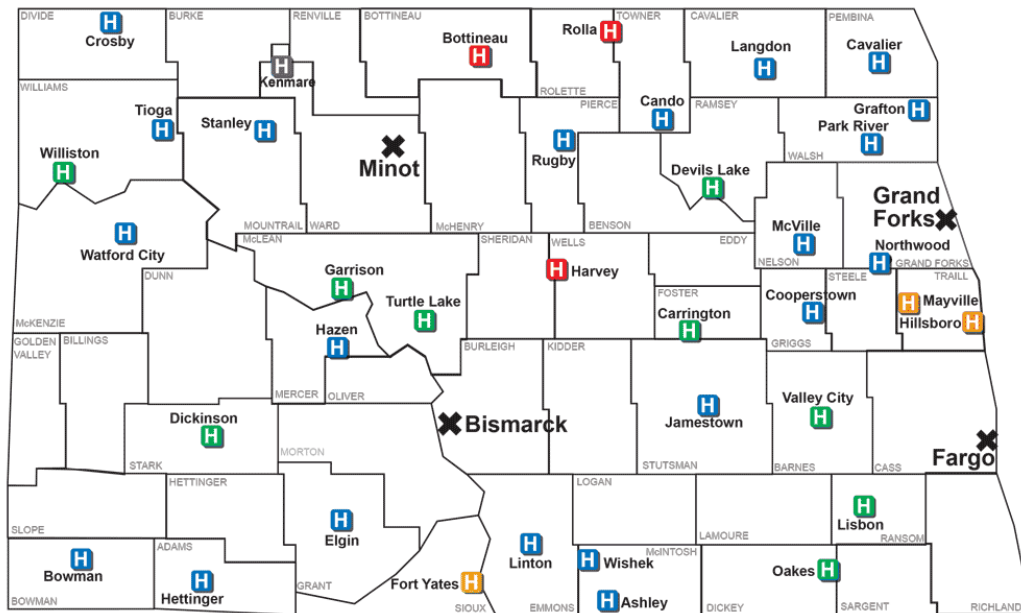 DIVIDE
BURKE
RENVILLE
BOTTINEAU
TOWNER
CAVALIER
PEMBINA
H
Crosby
Bottineau
H
Rolla H
Langdon
H
Cavalier
H
H
Kenmare
WILLIAMS
ROLETTE
PIERCE
RAMSEY
Tioga
H
Stanley H
Cando
H
Grafton H
Park River
H
Minot
H
Rugby
WALSH
Williston
H
Devils Lake
H
Grand
Forks
MOUNTRAIL
WARD
McHENRY
BENSON
McVille
H
Northwood
H
NELSON
GRAND FORKS
H
Watford City
McLEAN
SHERIDAN
WELLS
EDDY
DUNN
Garrison
H
H Harvey
STEELE
TRAILL
Turtle Lake
H
FOSTER
Carrington
H
Cooperstown
H
H Mayville
Hillsboro H
McKENZIE
Hazen
H
GOLDEN
VALLEY
BILLINGS
BURLEIGH
KIDDER
GRIGGS
MERCER
OLIVER
Dickinson
H
Bismarck
H
Jamestown
Valley City
H
Fargo
MORTON
STARK
STUTSMAN
BARNES
CASS
HETTINGER
LOGAN
H
Elgin
H
Lisbon
SLOPE
LAMOURE
RANSOM
ADAMS
H
Bowman
H
Hettinger
H
Linton
McINTOSH
H Wishek
Oakes H
Fort Yates H
GRANT
H Ashley
BOWMAN
SIOUX
EMMONS
DICKEY
SARGENT
RICHLAND